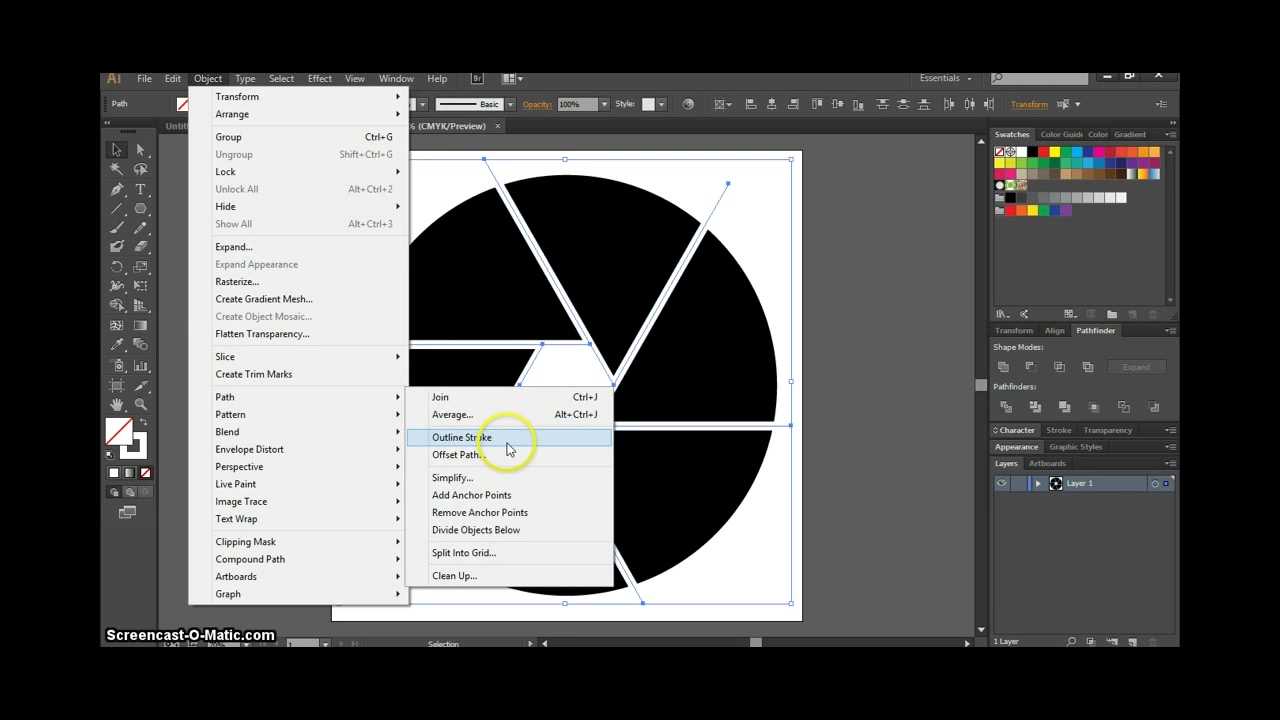 Ai File Edit Object Type Select Effect View Window Help Br Essentials
Path Basic Opacity: 100% Style: Transform
% (CMYK/Preview) ×
Transform
Arrange
Group Ctrl+G
Ungroup Shift+Ctrl+G
Lock
Unlock All Alt+Ctrl+2
Hide
Show All Alt+Ctrl+3
Expand...
Expand Appearance
Rasterize...
Create Gradient Mesh...
Create Object Mosaic...
Flatten Transparency...
Slice
Create Trim Marks
Path
Pattern
Blend
Envelope Distort
Perspective
Live Paint
Image Trace
Text Wrap
Clipping Mask
Compound Path
Artboards
Graph
Join Ctrl+J
Average... Alt+Ctrl+J
Outline Stroke
Offset Path...
Simplify...
Add Anchor Points
Remove Anchor Points
Divide Objects Below
Split Into Grid...
Clean Up...
Swatches Color Guide Color Gradient
Transform Align Pathfinder
Shape Modes:
Expand
Pathfinders:
Character Stroke Transparency
Appearance Graphic Styles
Layers Artboards
Layer 1
1 Layer
Selection
Screencast-O-Matic.com